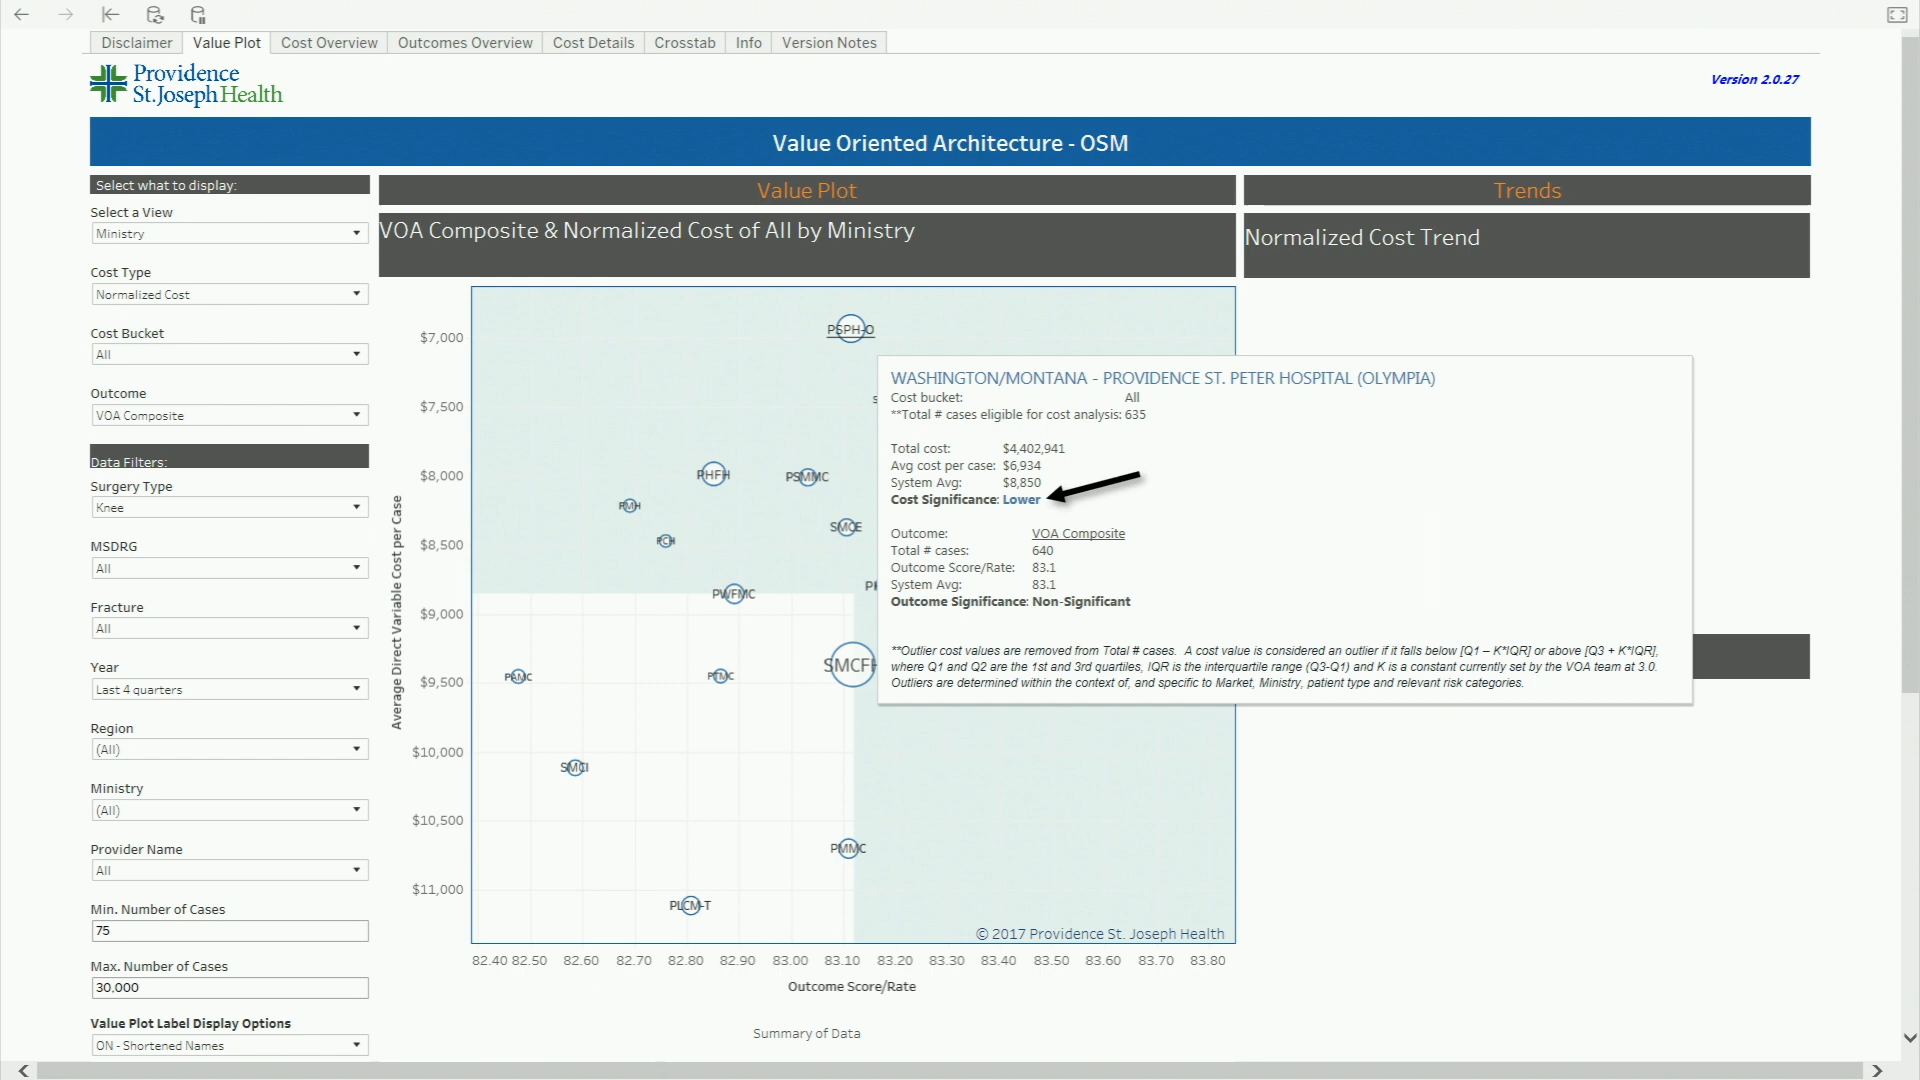 Disclaimer Value Plot Cost Overview Outcomes Overview Cost Details Crosstab Info Version Notes
Providence
St.Joseph Health
Version 2.0.27
Value Oriented Architecture - OSM
Select what to display:
Value Plot
Trends
Select a View
Ministry
VOA Composite & Normalized Cost of All by Ministry
Normalized Cost Trend
Cost Type
Normalized Cost
Cost Bucket
All
Outcome
VOA Composite
Data Filters:
Surgery Type
Knee
MSDRG
All
Fracture
All
Year
Last 4 quarters
Region
(All)
Ministry
(All)
Provider Name
All
Min. Number of Cases
75
Max. Number of Cases
30,000
Value Plot Label Display Options
ON - Shortened Names
Average Direct Variable Cost per Case
$7,000
$7,500
$8,000
$8,500
$9,000
$9,500
$10,000
$10,500
$11,000
PSPH-O
PHFH
PSMMC
PMH
SMCE
PCH
PWFMC
SMCFH
PAMC
PTMC
SMCI
PMMC
PLCM-T
WASHINGTON/MONTANA - PROVIDENCE ST. PETER HOSPITAL (OLYMPIA)
Cost bucket: All
**Total # cases eligible for cost analysis: 635
Total cost: $4,402,941
Avg cost per case: $6,934
System Avg: $8,850
Cost Significance: Lower
Outcome: VOA Composite
Total # cases: 640
Outcome Score/Rate: 83.1
System Avg: 83.1
Outcome Significance: Non-Significant
**Outlier cost values are removed from Total # cases. A cost value is considered an outlier if it falls below [Q1 – K*IQR] or above [Q3 + K*IQR],
where Q1 and Q2 are the 1st and 3rd quartiles, IQR is the interquartile range (Q3-Q1) and K is a constant currently set by the VOA team at 3.0.
Outliers are determined within the context of, and specific to Market, Ministry, patient type and relevant risk categories.
© 2017 Providence St. Joseph Health
82.40 82.50 82.60 82.70 82.80 82.90 83.00 83.10 83.20 83.30 83.40 83.50 83.60 83.70 83.80
Outcome Score/Rate
Summary of Data